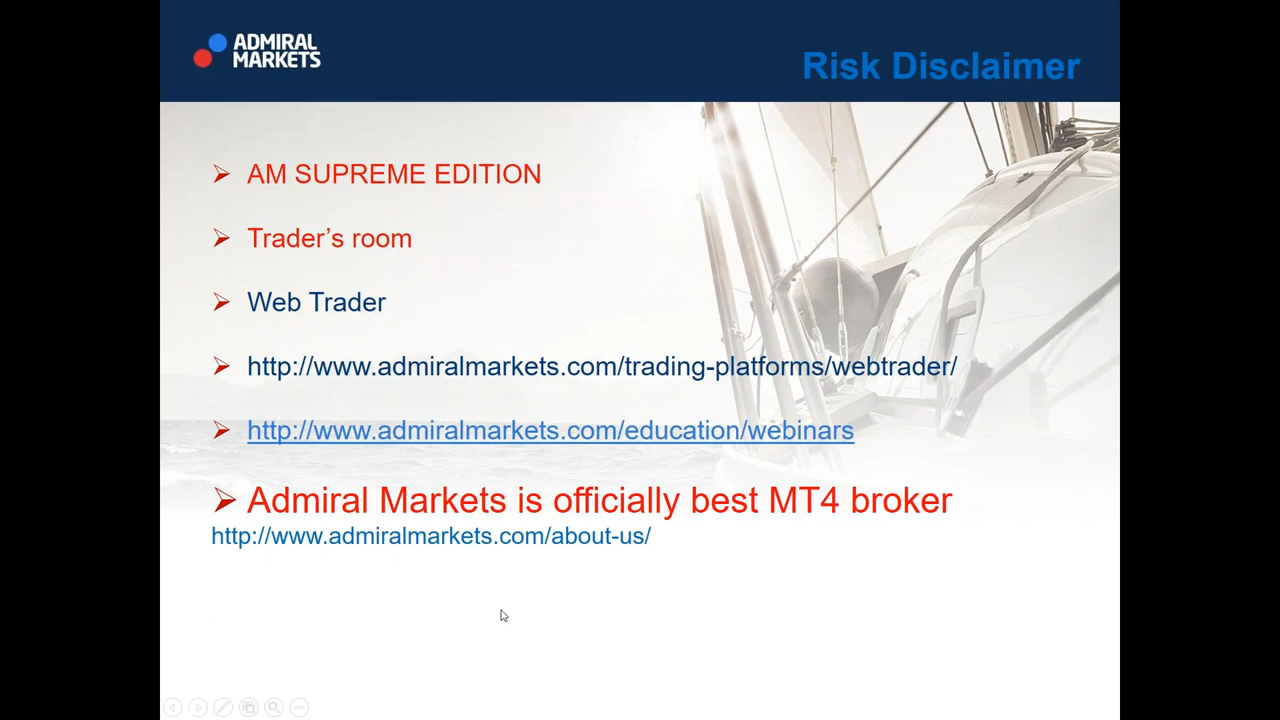 ADMIRAL
MARKETS
Risk Disclaimer
AM SUPREME EDITION
Trader’s room
Web Trader
http://www.admiralmarkets.com/trading-platforms/webtrader/
http://www.admiralmarkets.com/education/webinars
Admiral Markets is officially best MT4 broker
http://www.admiralmarkets.com/about-us/